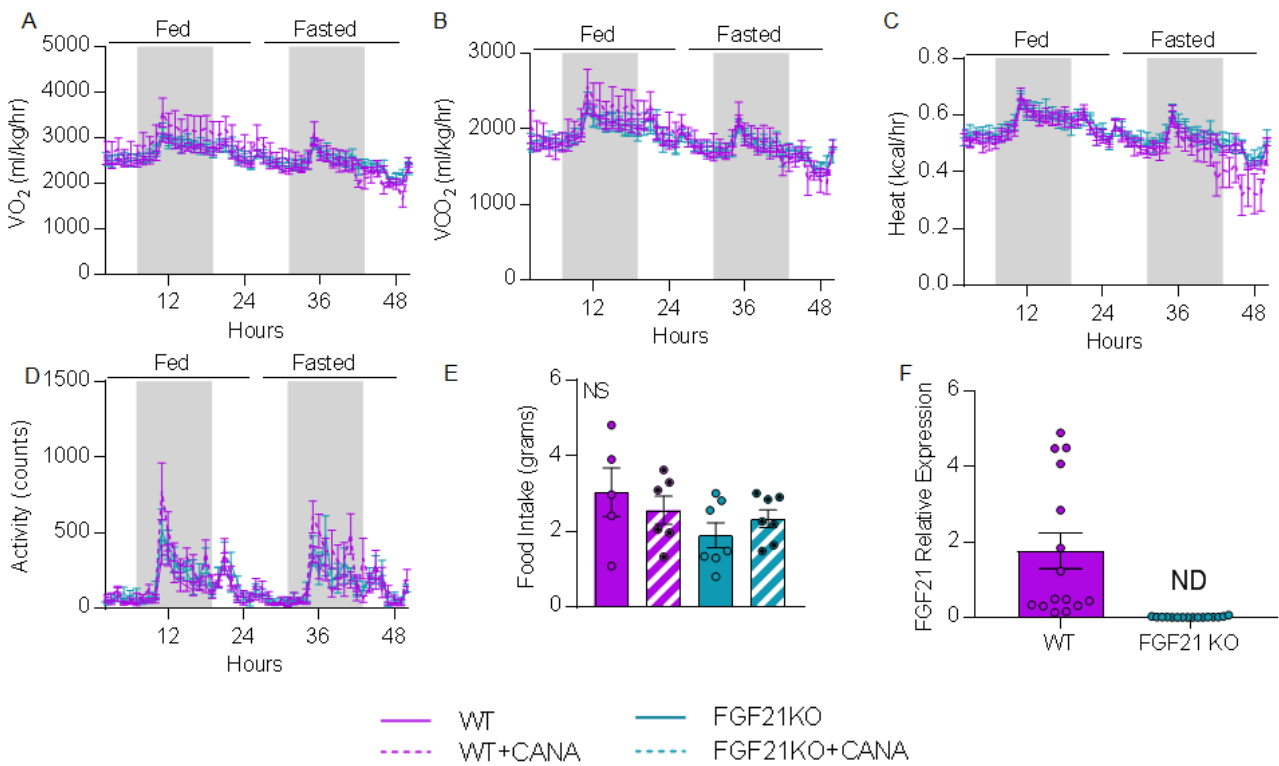 A
Fed
Fasted
VO2 (ml/kg/hr)
5000
4000
3000
2000
1000
0
12
24
36
48
Hours
B
Fed
Fasted
VCO2 (ml/kg/hr)
3000
2000
1000
0
12
24
36
48
Hours
C
Fed
Fasted
Heat (kcal/hr)
0.8
0.6
0.4
0.2
0.0
12
24
36
48
Hours
D
Fed
Fasted
Activity (counts)
1500
1000
500
0
12
24
36
48
Hours
E
NS
Food Intake (grams)
6
4
2
0
F
FGF21 Relative Expression
6
4
2
0
ND
WT
FGF21 KO
WT
FGF21KO
WT+CANA
FGF21KO+CANA